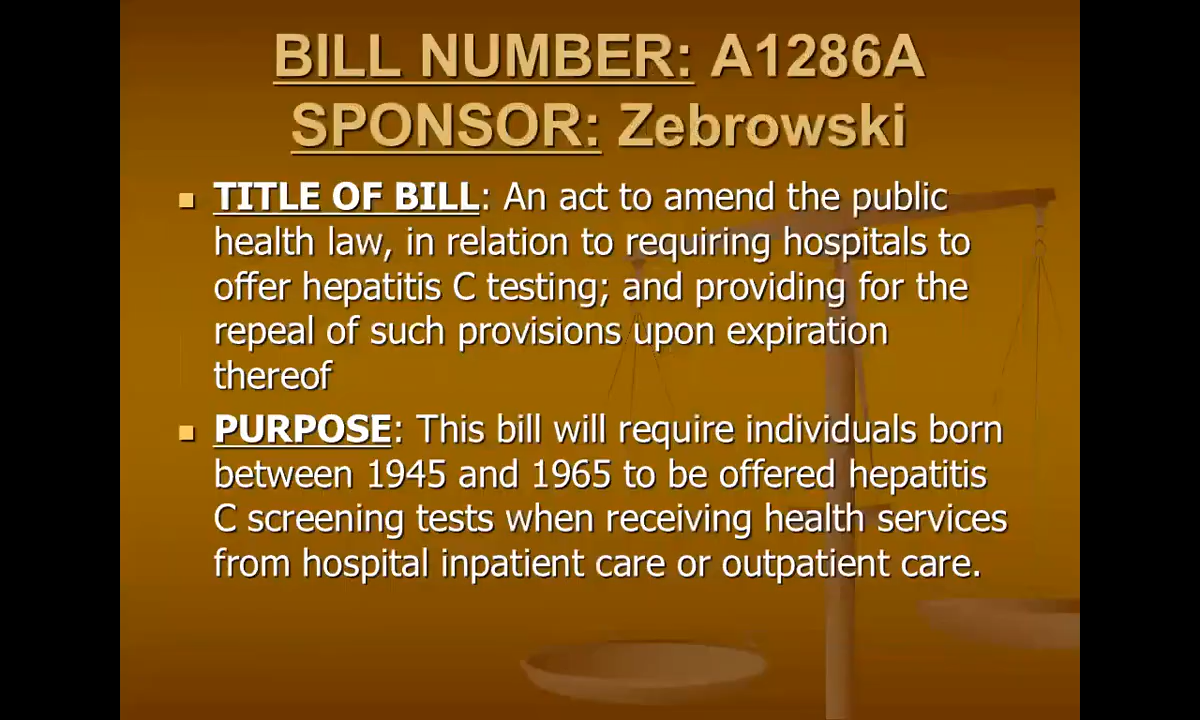 BILL NUMBER: A1286A
SPONSOR: Zebrowski
TITLE OF BILL: An act to amend the public
health law, in relation to requiring hospitals to
offer hepatitis C testing; and providing for the
repeal of such provisions upon expiration
thereof
PURPOSE: This bill will require individuals born
between 1945 and 1965 to be offered hepatitis
C screening tests when receiving health services
from hospital inpatient care or outpatient care.